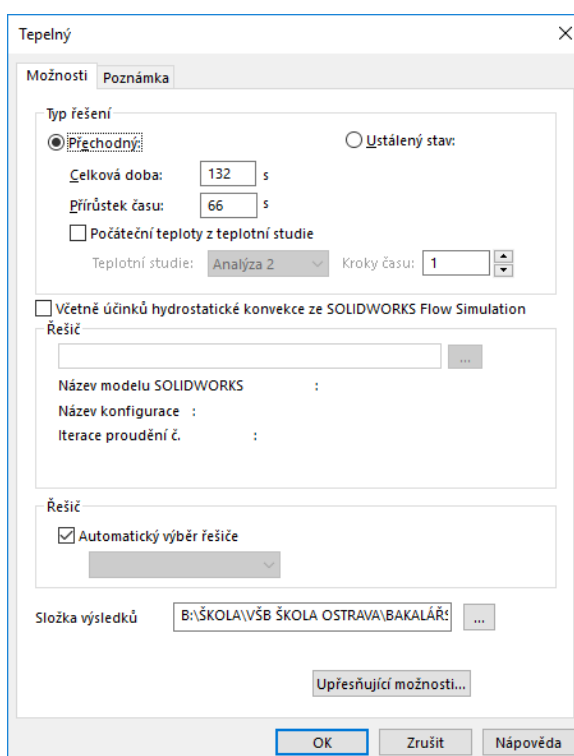 Tepelný
Možnosti Poznámka
Typ řešení
Přechodný: Ustálený stav:
Celková doba: 132 s
Přírůstek času: 66 s
Počáteční teploty z teplotní studie
Teplotní studie: Analýza 2 Kroky času: 1
Včetně účinků hydrostatické konvekce ze SOLIDWORKS Flow Simulation
Řešič
...
Název modelu SOLIDWORKS :
Název konfigurace :
Iterace proudění č. :
Řešič
Automatický výběr řešiče
Složka výsledků B:\ŠKOLA\VŠB ŠKOLA OSTRAVA\BAKALÁŘS ...
Upřesňující možnosti...
OK Zrušit Nápověda